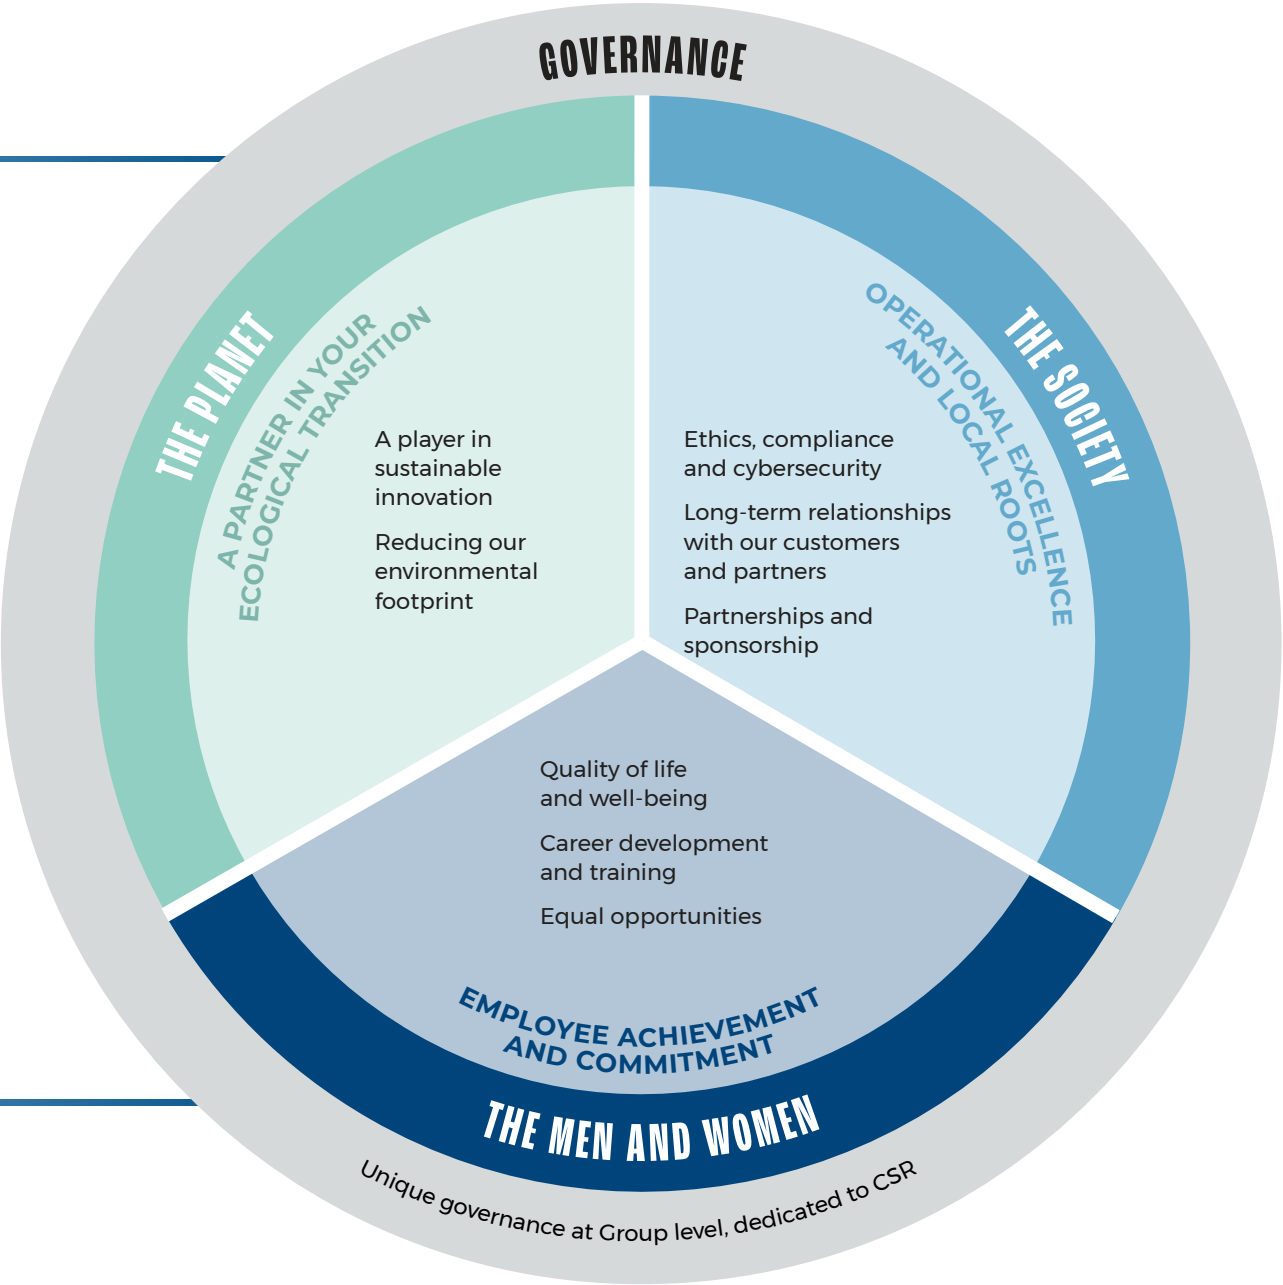 GOVERNANCE
THE PLANET
A PARTNER IN YOUR
ECOLOGICAL TRANSITION
A player in
sustainable
innovation
Reducing our
environmental
footprint
THE SOCIETY
OPERATIONAL EXCELLENCE
AND LOCAL ROOTS
Ethics, compliance
and cybersecurity
Long-term relationships
with our customers
and partners
Partnerships and
sponsorship
Quality of life
and well-being
Career development
and training
Equal opportunities
EMPLOYEE ACHIEVEMENT
AND COMMITMENT
THE MEN AND WOMEN
Unique governance at Group level, dedicated to CSR